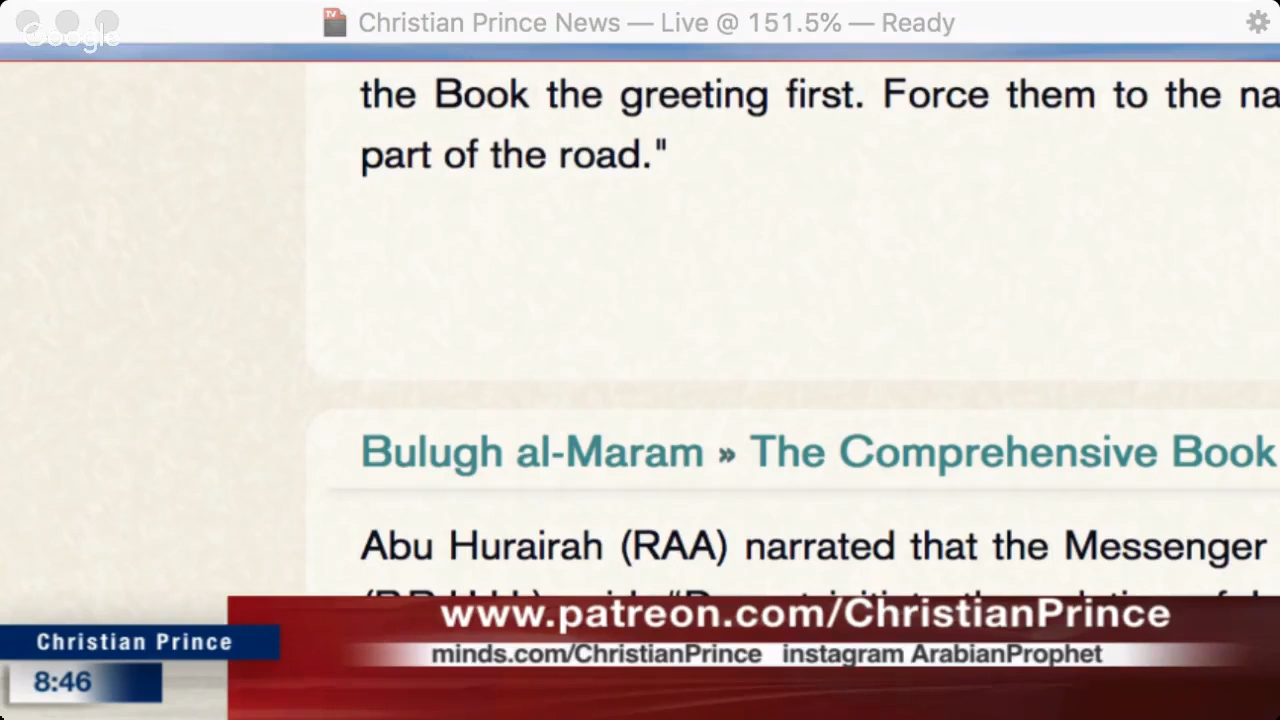 Christian Prince News — Live @ 151.5% — Ready
Google
the Book the greeting first. Force them to the na
part of the road."
Bulugh al-Maram » The Comprehensive Book
Abu Hurairah (RAA) narrated that the Messenger
www.patreon.com/ChristianPrince
minds.com/ChristianPrince instagram ArabianProphet
Christian Prince
8:46